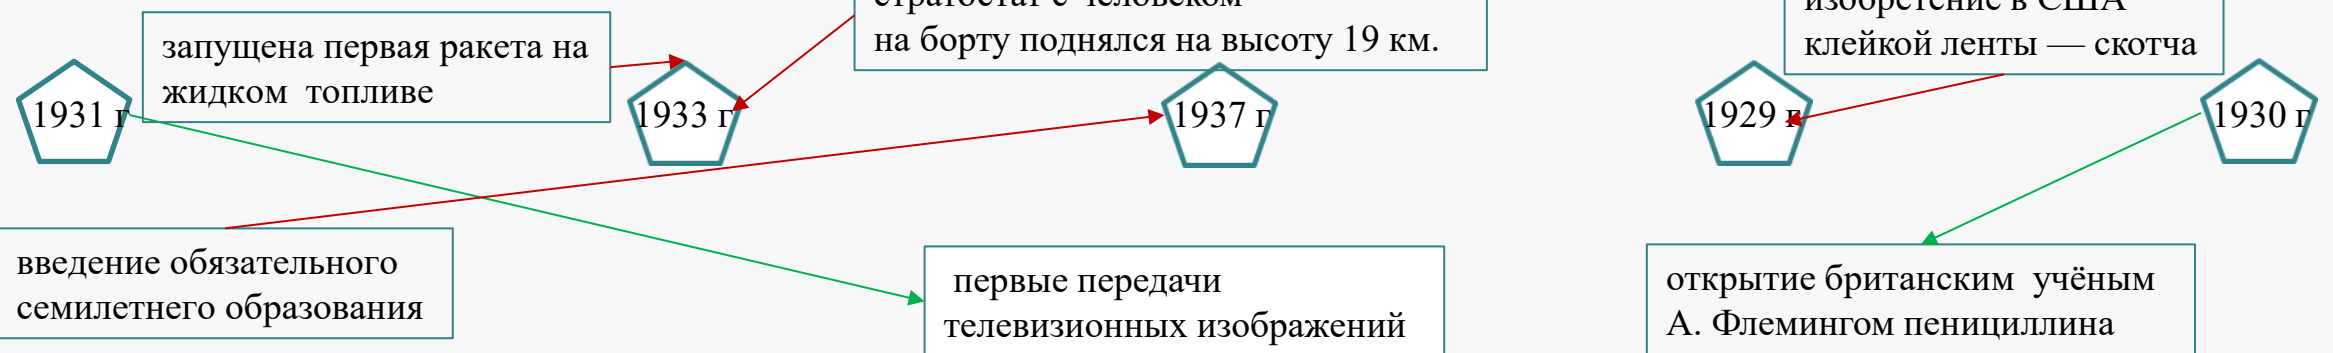 стратостат с человеком
на борту поднялся на высоту 19 км.
изобретение в США
клейкой ленты — скотча
запущена первая ракета на
жидком  топливе
1931 г
1933 г
1937 г
1929 г
1930 г
введение обязательного
семилетнего образования
первые передачи
телевизионных изображений
открытие британским  учёным
А. Флемингом пенициллина